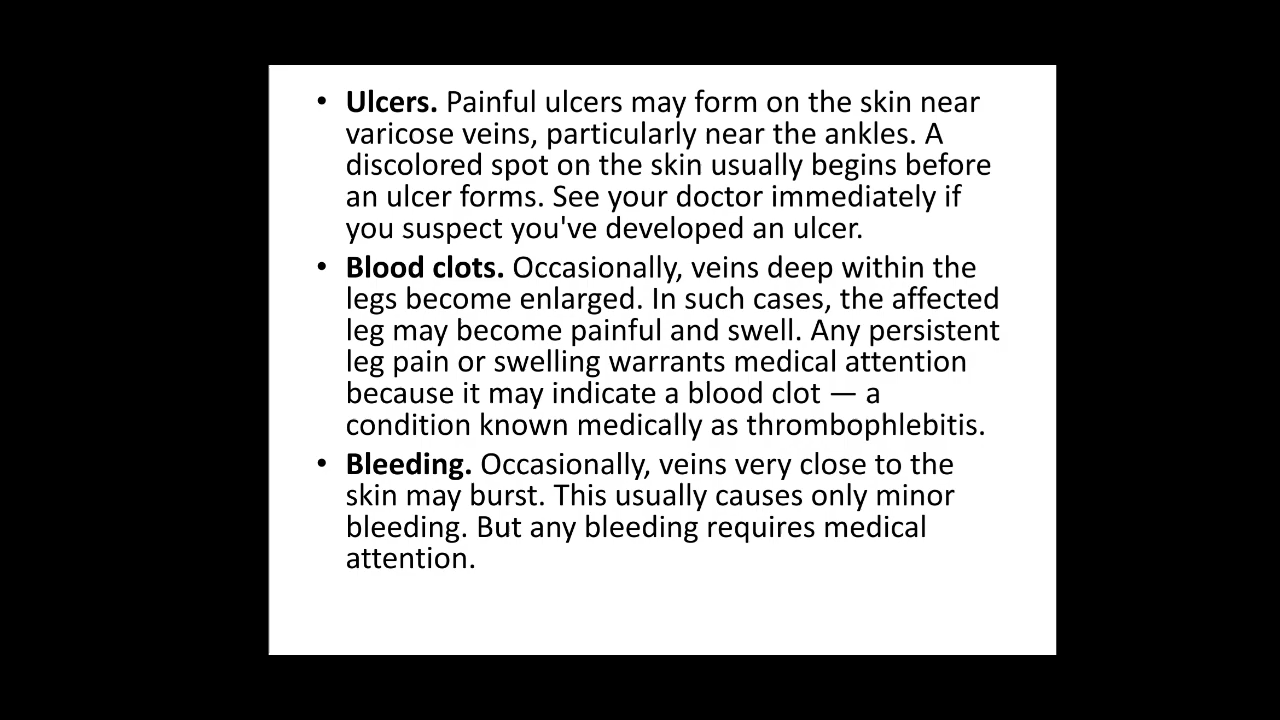 • Ulcers. Painful ulcers may form on the skin near
varicose veins, particularly near the ankles. A
discolored spot on the skin usually begins before
an ulcer forms. See your doctor immediately if
you suspect you've developed an ulcer.
• Blood clots. Occasionally, veins deep within the
legs become enlarged. In such cases, the affected
leg may become painful and swell. Any persistent
leg pain or swelling warrants medical attention
because it may indicate a blood clot — a
condition known medically as thrombophlebitis.
• Bleeding. Occasionally, veins very close to the
skin may burst. This usually causes only minor
bleeding. But any bleeding requires medical
attention.